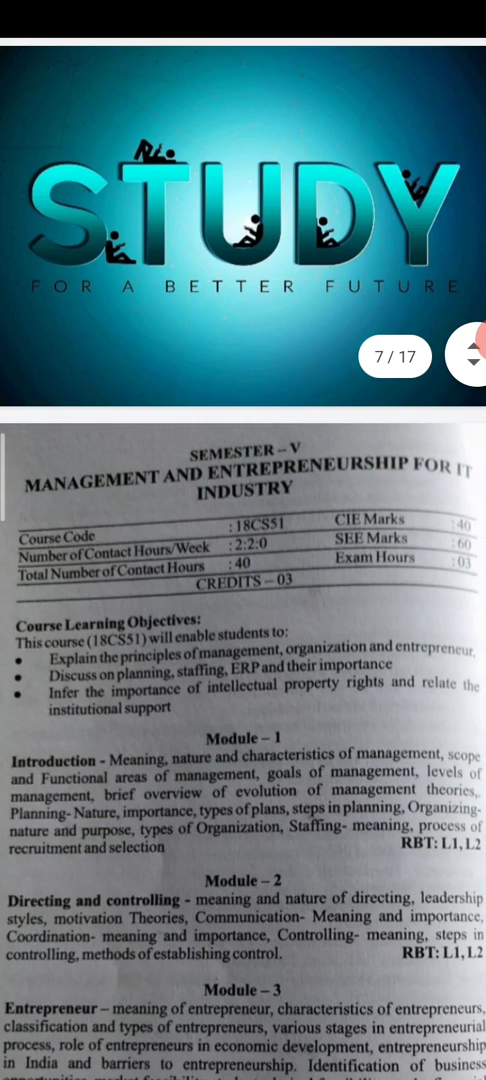 STUDY
FOR A BETTER FUTURE
7 / 17
SEMESTER – V
MANAGEMENT AND ENTREPRENEURSHIP FOR IT
INDUSTRY
Course Code : 18CS51 CIE Marks : 40
Number of Contact Hours/Week : 2:2:0 SEE Marks : 60
Total Number of Contact Hours : 40 Exam Hours : 03
CREDITS – 03
Course Learning Objectives:
This course (18CS51) will enable students to:
• Explain the principles of management, organization and entrepreneur.
• Discuss on planning, staffing, ERP and their importance
• Infer the importance of intellectual property rights and relate the
institutional support
Module – 1
Introduction - Meaning, nature and characteristics of management, scope
and Functional areas of management, goals of management, levels of
management, brief overview of evolution of management theories,.
Planning- Nature, importance, types of plans, steps in planning, Organizing-
nature and purpose, types of Organization, Staffing- meaning, process of
recruitment and selection RBT: L1, L2
Module – 2
Directing and controlling - meaning and nature of directing, leadership
styles, motivation Theories, Communication- Meaning and importance,
Coordination- meaning and importance, Controlling- meaning, steps in
controlling, methods of establishing control. RBT: L1, L2
Module – 3
Entrepreneur – meaning of entrepreneur, characteristics of entrepreneurs,
classification and types of entrepreneurs, various stages in entrepreneurial
process, role of entrepreneurs in economic development, entrepreneurship
in India and barriers to entrepreneurship. Identification of business